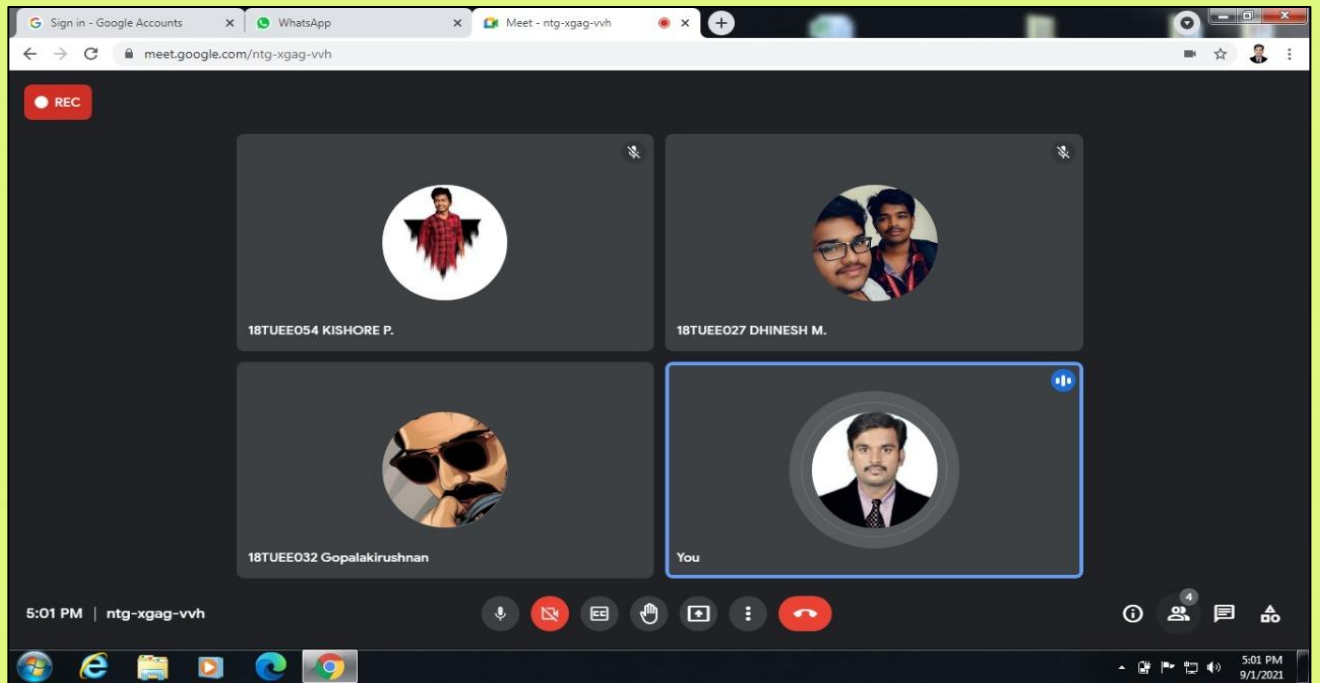 Sign in - Google Accounts
WhatsApp
Meet - ntg-xgag-vvh
meet.google.com/ntg-xgag-vvh
REC
18TUEE054 KISHORE P.
18TUEE027 DHINESH M.
18TUEE032 Gopalakirushnan
You
5:01 PM | ntg-xgag-vvh
CC
4
5:01 PM
9/1/2021